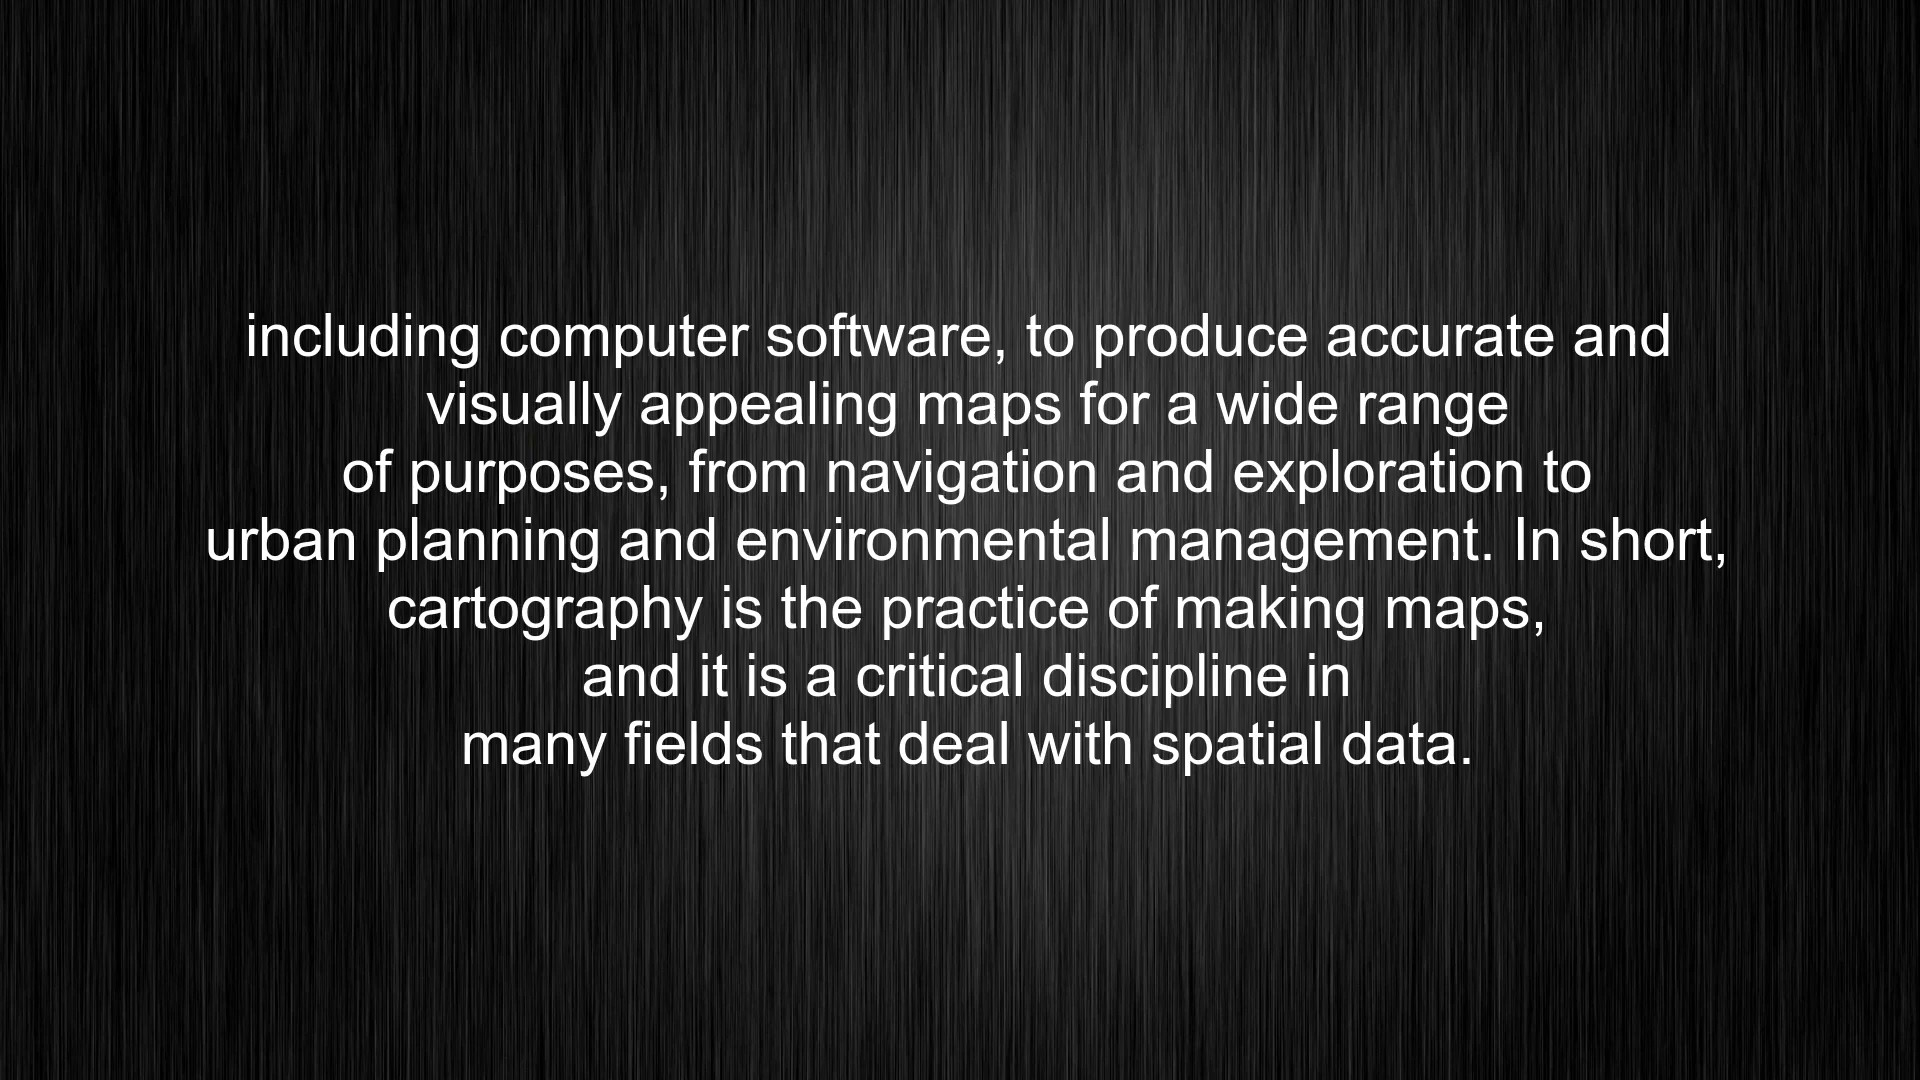 including computer software, to produce accurate and
visually appealing maps for a wide range
of purposes, from navigation and exploration to
urban planning and environmental management. In short,
cartography is the practice of making maps,
and it is a critical discipline in
many fields that deal with spatial data.